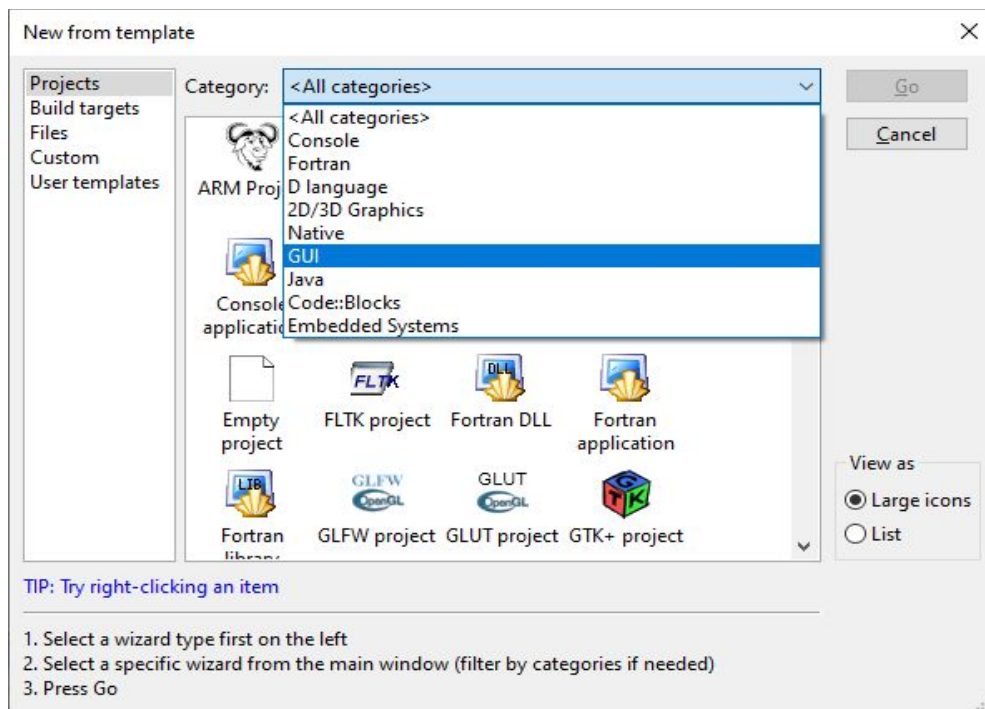 New from template
Projects
Build targets
Files
Custom
User templates
Category: <All categories>
<All categories>
Console
Fortran
D language
2D/3D Graphics
Native
GUI
Java
Code::Blocks
Embedded Systems
ARM Proj
Console
applicatio
Empty
project
FLTK
FLTK project
DLL
Fortran DLL
Fortran
application
LIB
Fortran
library
GLFW
OpenGL
GLFW project
GLUT
OpenGL
GLUT project
GTK
GTK+ project
Go
Cancel
View as
Large icons
List
TIP: Try right-clicking an item
1. Select a wizard type first on the left
2. Select a specific wizard from the main window (filter by categories if needed)
3. Press Go